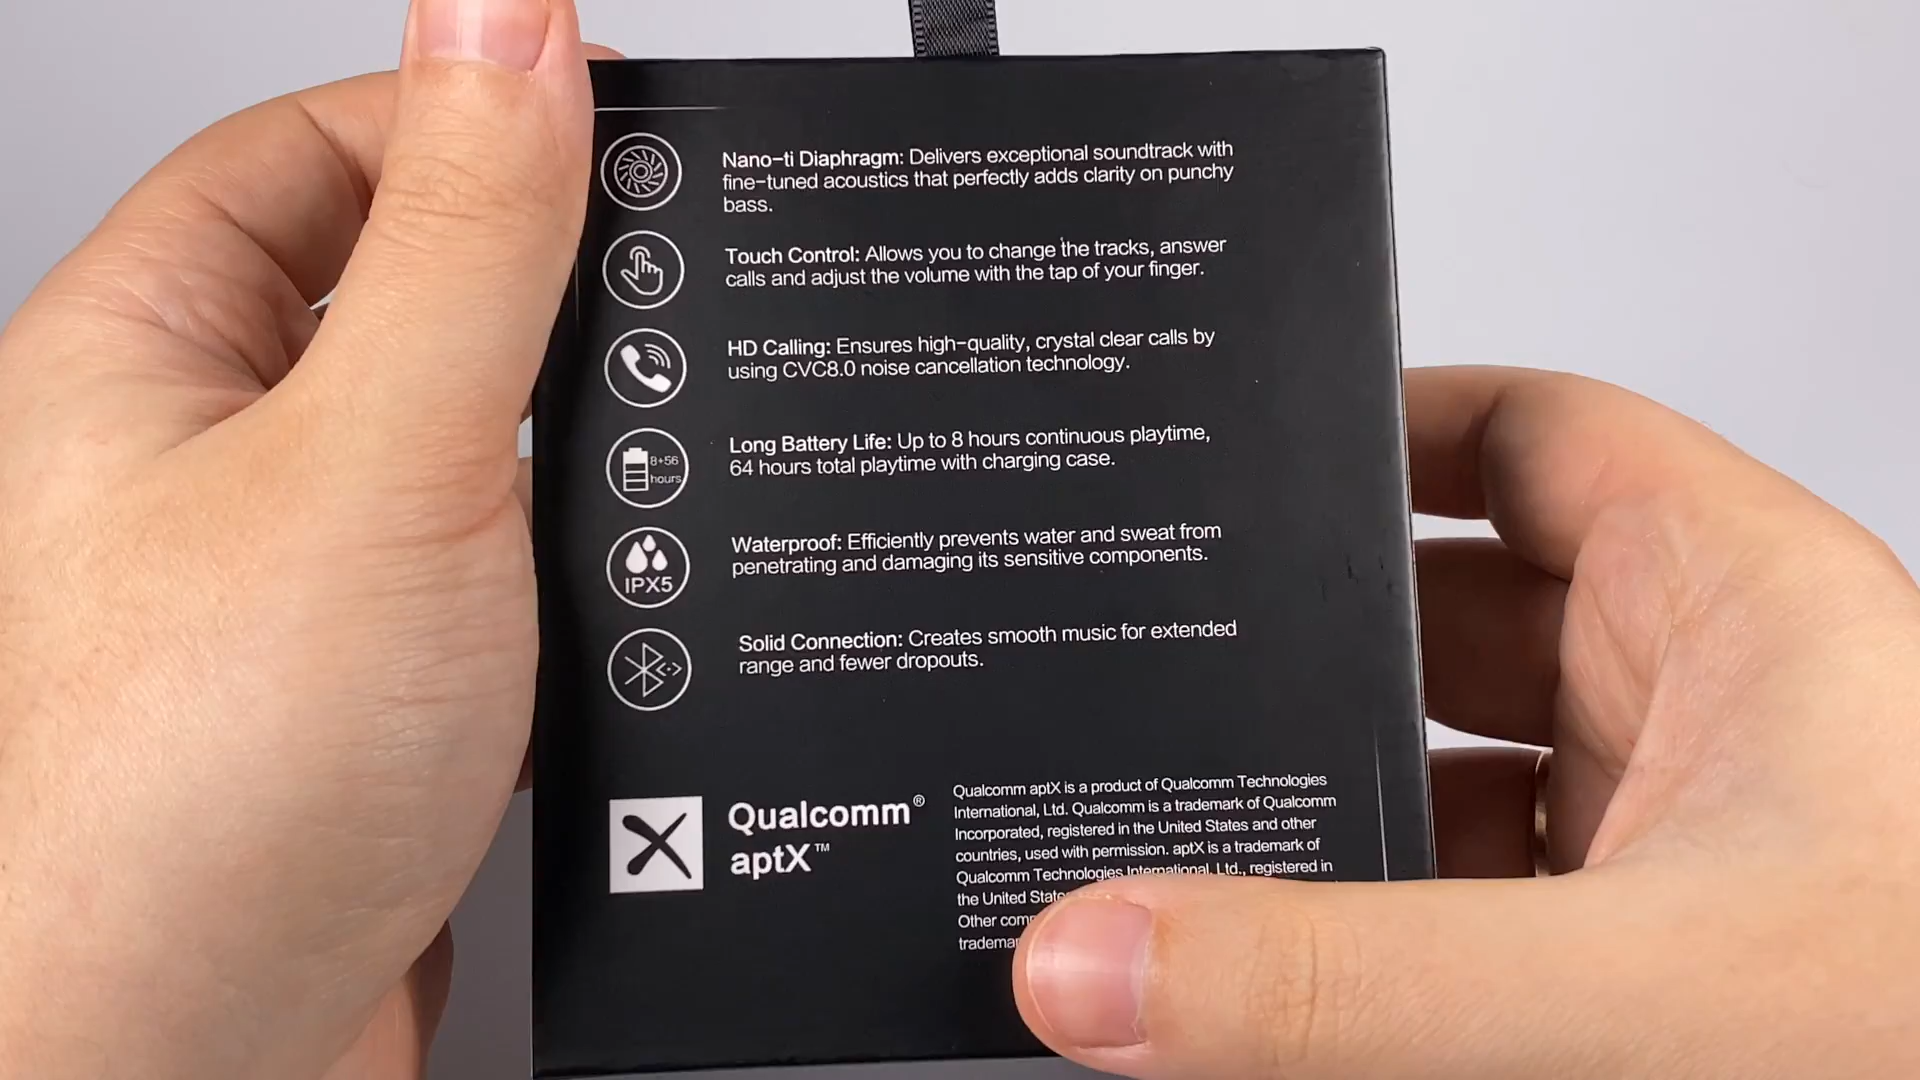 Nano-ti Diaphragm: Delivers exceptional soundtrack with
fine-tuned acoustics that perfectly adds clarity on punchy
bass.
Touch Control: Allows you to change the tracks, answer
calls and adjust the volume with the tap of your finger.
HD Calling: Ensures high-quality, crystal clear calls by
using CVC8.0 noise cancellation technology.
8+56
hours
Long Battery Life: Up to 8 hours continuous playtime,
64 hours total playtime with charging case.
IPX5
Waterproof: Efficiently prevents water and sweat from
penetrating and damaging its sensitive components.
Solid Connection: Creates smooth music for extended
range and fewer dropouts.
Qualcomm®
aptX™
Qualcomm aptX is a product of Qualcomm Technologies
International, Ltd. Qualcomm is a trademark of Qualcomm
Incorporated, registered in the United States and other
countries, used with permission. aptX is a trademark of
Qualcomm Technologies International, Ltd., registered in
the United
Other